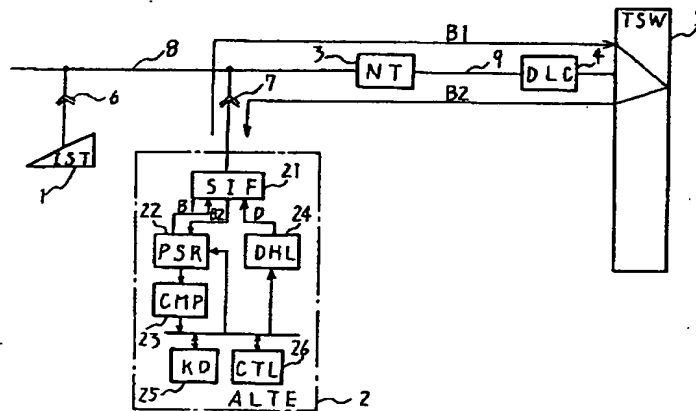 TSW
B1
8
3
NT
9
DLC
4
B2
6
7
IST
1
SIF
21
B1
B2
D
22
24
PSR
DHL
CMP
23
26
KD
CTL
25
ALTE
2